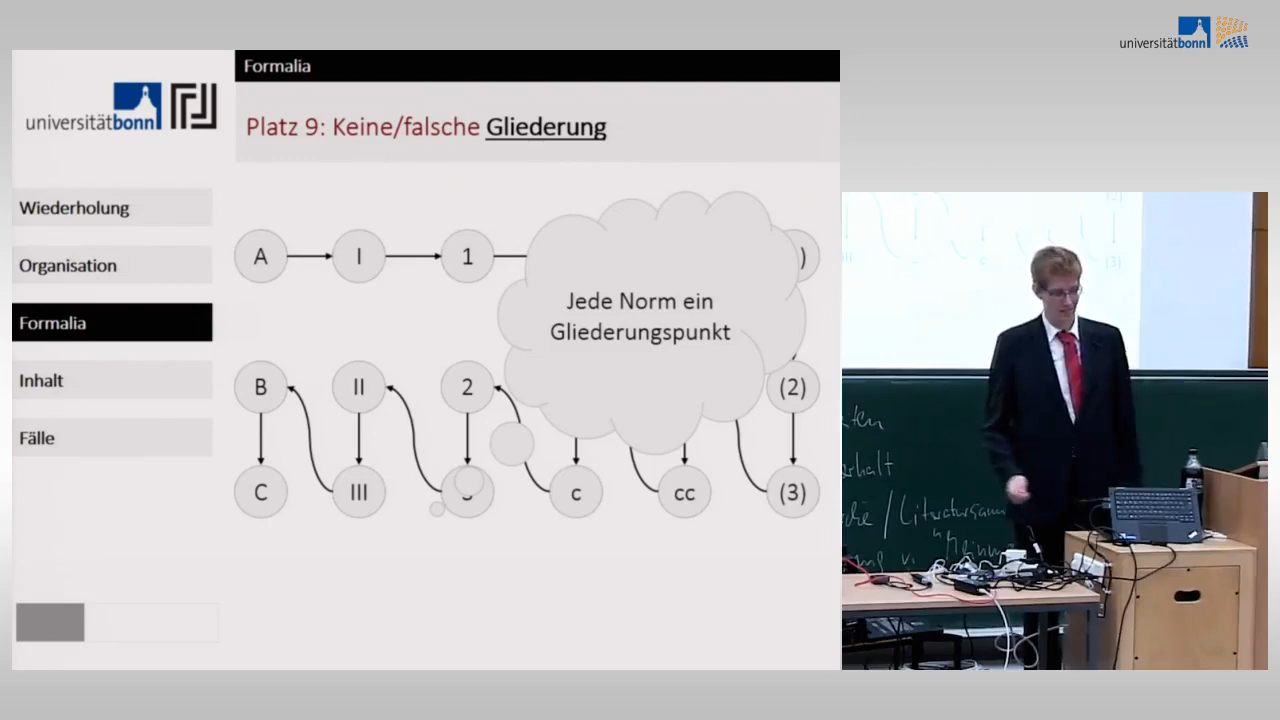 universitätbonn
Formalia
universitätbonn
Platz 9: Keine/falsche Gliederung
Wiederholung
Organisation
Formalia
Inhalt
Fälle
A
I
1
)
Jede Norm ein
Gliederungspunkt
B
II
2
(2)
C
III
c
cc
(3)